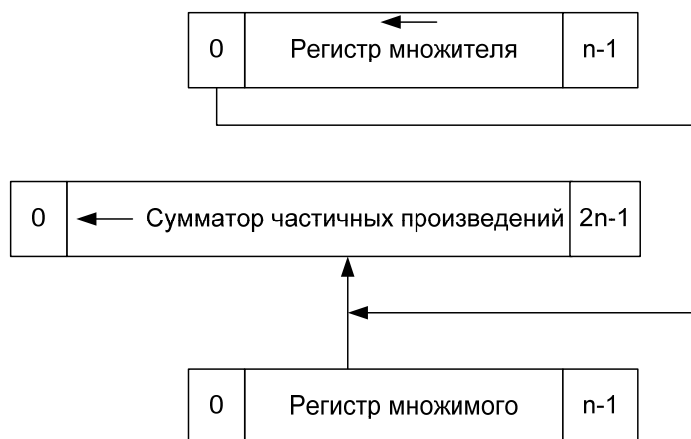 0 Регистр множителя n-1
0 Сумматор частичных произведений 2n-1
0 Регистр множимого n-1